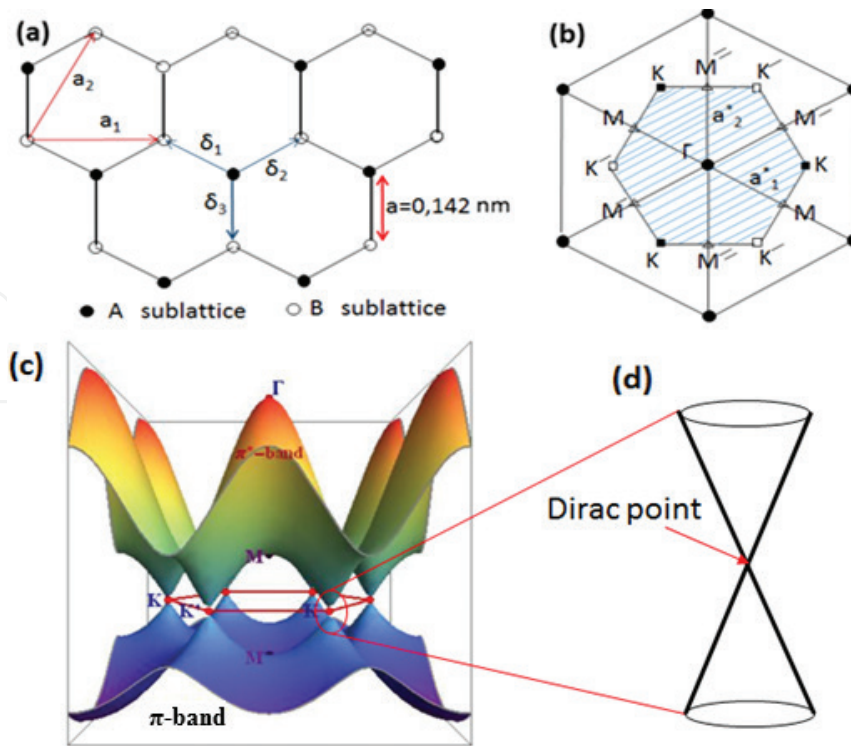 (a)
a₂
a₁
δ₁
δ₂
δ₃
a=0,142 nm
A sublattice
B sublattice
(b)
M
K
K
a*₂
M
M
Γ
K
K
a*₁
M
M
K
M
K
(c)
Γ
π*-band
M
K
K'
K
M
π-band
(d)
Dirac point